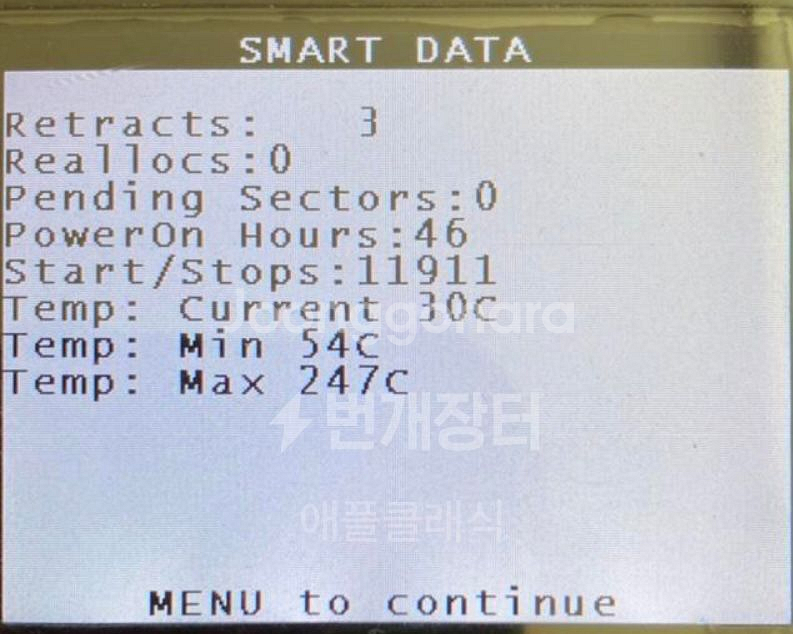 SMART DATA
Retracts: 3
Reallocs:0
Pending Sectors:0
PowerOn Hours:46
Start/Stops:11911
Temp: Current 30C
Joonggonara
Temp: Min 54C
Temp: Max 247C
번개장터
애플클래식
MENU to continue